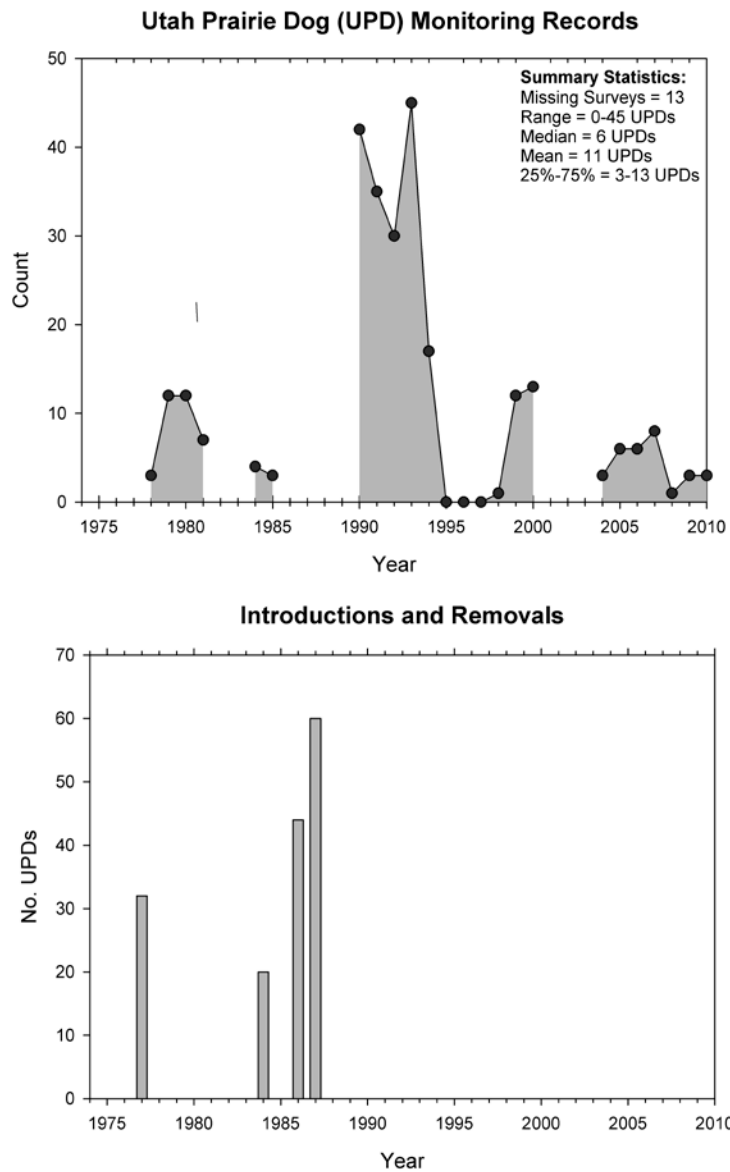 Utah Prairie Dog (UPD) Monitoring Records
Summary Statistics:
Missing Surveys = 13
Range = 0-45 UPDs
Median = 6 UPDs
Mean = 11 UPDs
25%-75% = 3-13 UPDs
50
40
30
20
10
0
Count
1975 1980 1985 1990 1995 2000 2005 2010
Year
Introductions and Removals
70
60
50
40
30
20
10
0
No. UPDs
1975 1980 1985 1990 1995 2000 2005 2010
Year